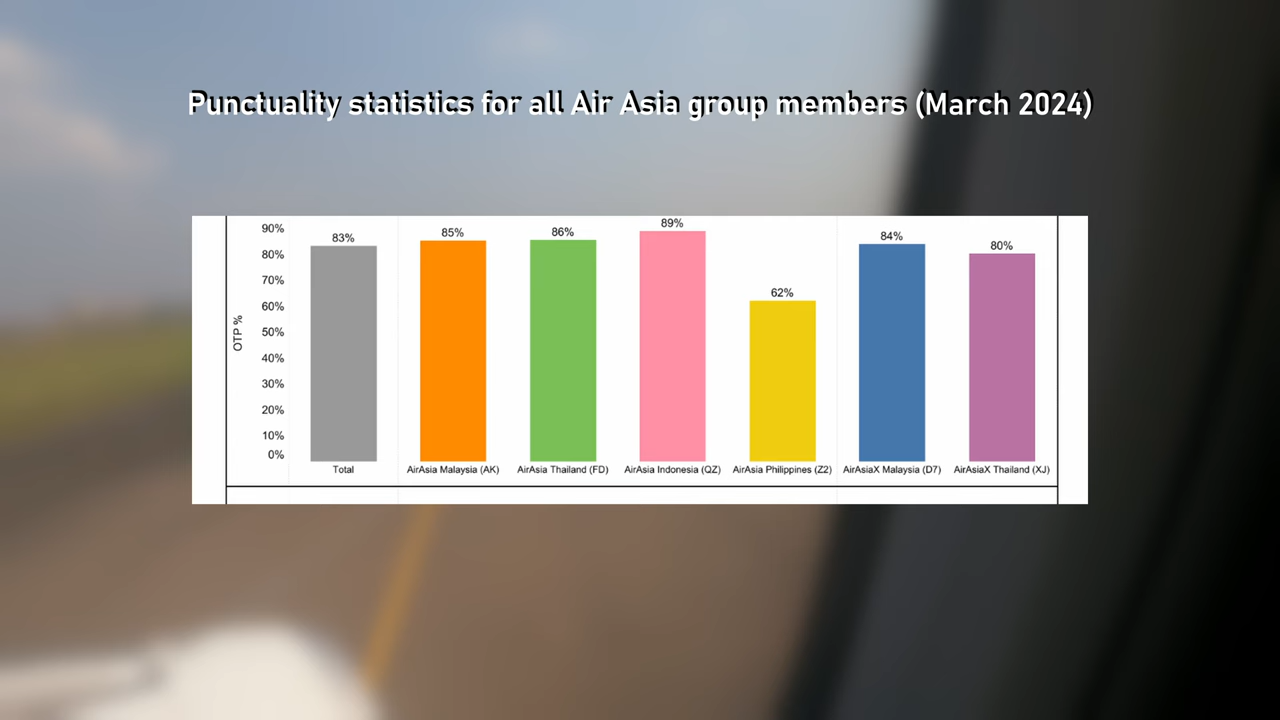 Punctuality statistics for all Air Asia group members (March 2024)
OTP %
90%
80%
70%
60%
50%
40%
30%
20%
10%
0%
83%
85%
86%
89%
62%
84%
80%
Total
AirAsia Malaysia (AK)
AirAsia Thailand (FD)
AirAsia Indonesia (QZ)
AirAsia Philippines (Z2)
AirAsiaX Malaysia (D7)
AirAsiaX Thailand (XJ)